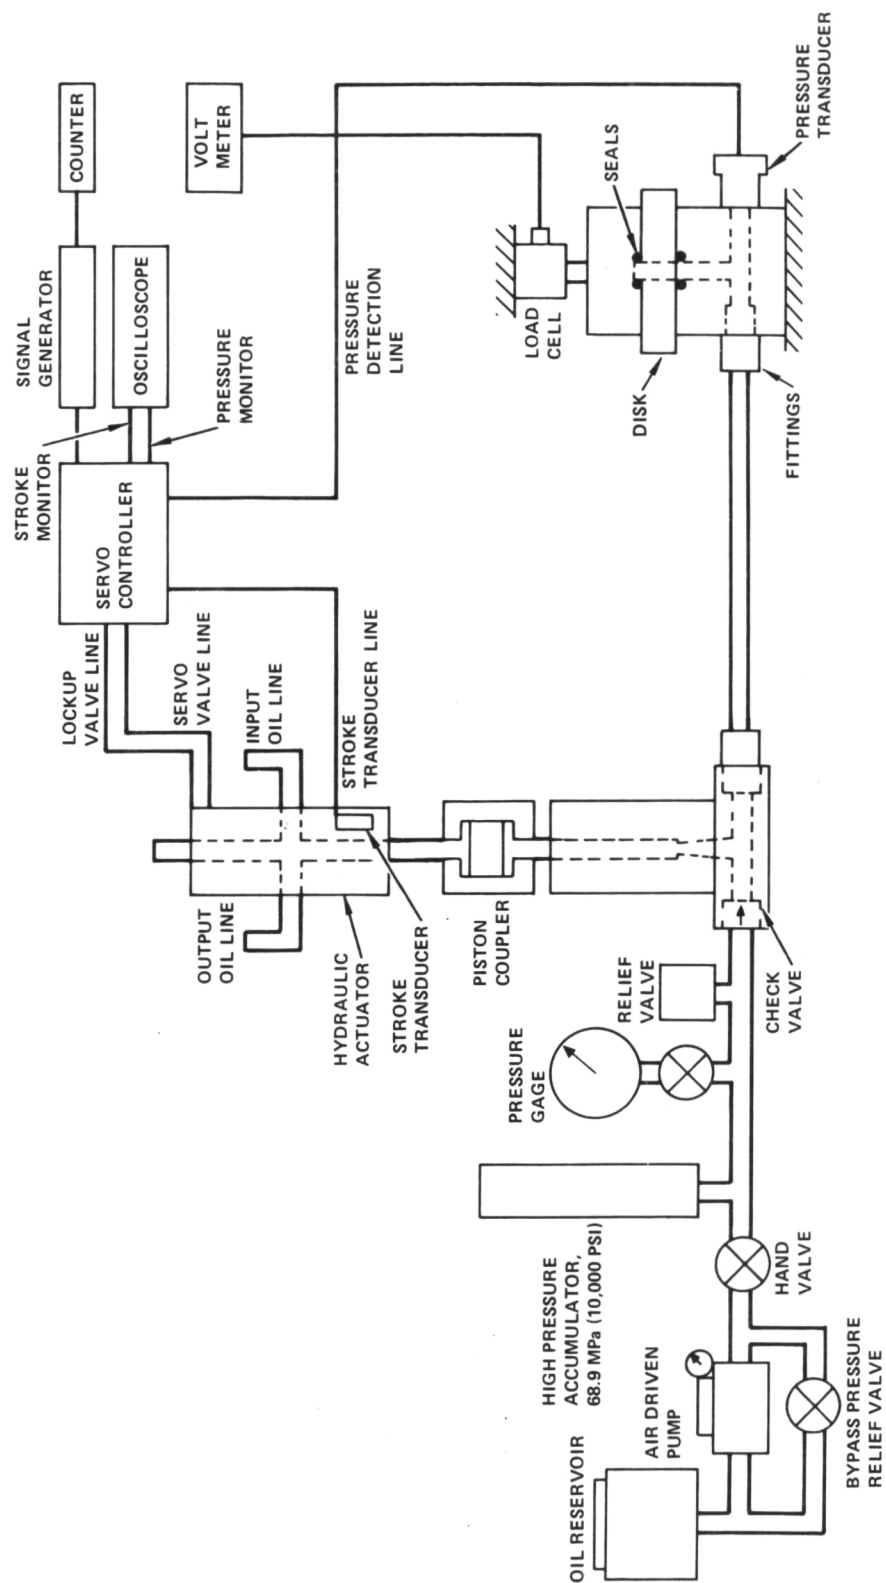 COUNTER
SIGNAL
GENERATOR
VOLT
METER
OSCILLOSCOPE
STROKE
MONITOR
PRESSURE
MONITOR
SERVO
CONTROLLER
PRESSURE
DETECTION
LINE
LOCKUP
VALVE LINE
SERVO
VALVE LINE
INPUT
OIL LINE
STROKE
TRANSDUCER LINE
OUTPUT
OIL LINE
HYDRAULIC
ACTUATOR
STROKE
TRANSDUCER
PISTON
COUPLER
LOAD
CELL
SEALS
DISK
PRESSURE
TRANSDUCER
FITTINGS
RELIEF
VALVE
CHECK
VALVE
PRESSURE
GAGE
HIGH PRESSURE
ACCUMULATOR,
68.9 MPa (10,000 PSI)
HAND
VALVE
AIR DRIVEN
PUMP
OIL RESERVOIR
BYPASS PRESSURE
RELIEF VALVE